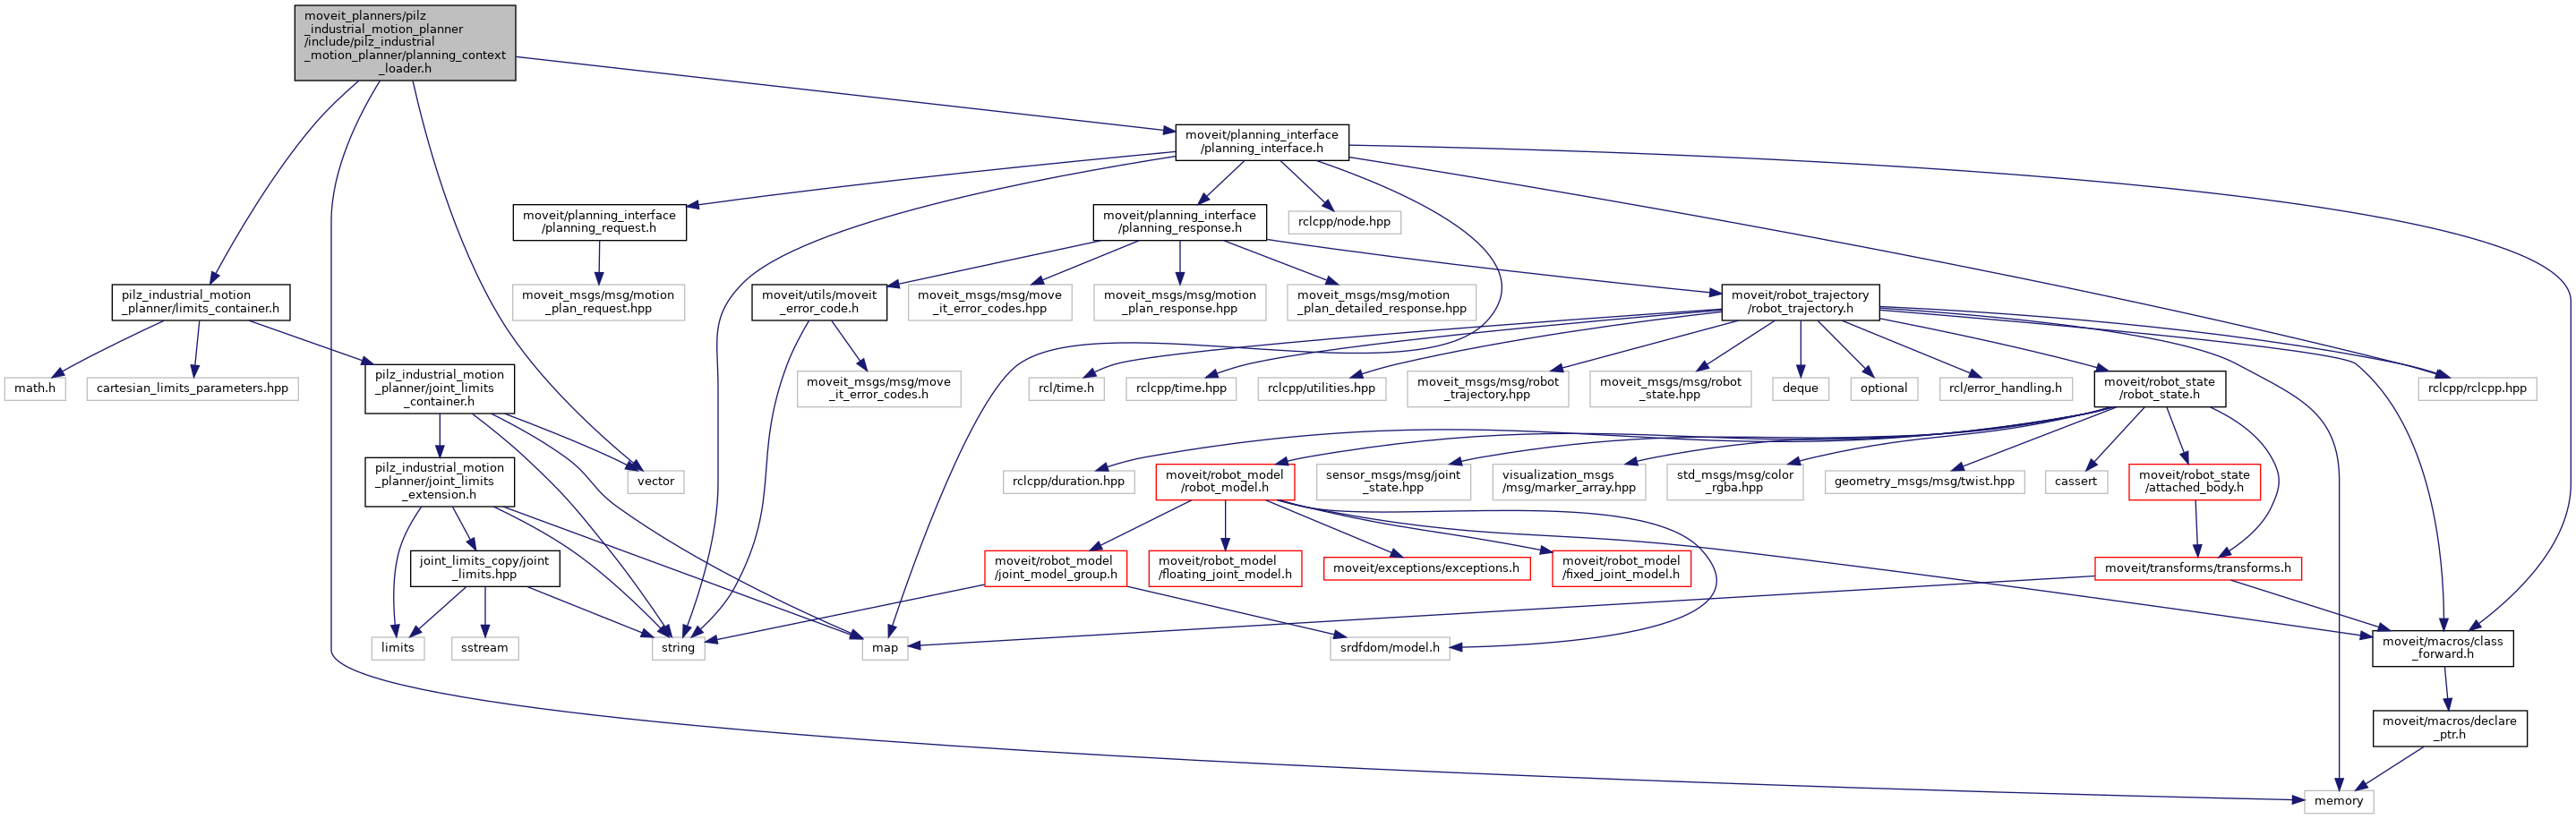 moveit_planners/pilz
_industrial_motion_planner
/include/pilz_industrial
_motion_planner/planning_context
_loader.h
moveit/planning_interface
/planning_interface.h
moveit/planning_interface
/planning_request.h
moveit/planning_interface
/planning_response.h
rclcpp/node.hpp
pilz_industrial_motion
_planner/limits_container.h
moveit_msgs/msg/motion
_plan_request.hpp
moveit/utils/moveit
_error_code.h
moveit_msgs/msg/move
_it_error_codes.hpp
moveit_msgs/msg/motion
_plan_response.hpp
moveit_msgs/msg/motion
_plan_detailed_response.hpp
moveit/robot_trajectory
/robot_trajectory.h
math.h
cartesian_limits_parameters.hpp
pilz_industrial_motion
_planner/joint_limits
_container.h
moveit_msgs/msg/move
_it_error_codes.h
rcl/time.h
rclcpp/time.hpp
rclcpp/utilities.hpp
moveit_msgs/msg/robot
_trajectory.hpp
moveit_msgs/msg/robot
_state.hpp
deque
optional
rcl/error_handling.h
moveit/robot_state
/robot_state.h
rclcpp/rclcpp.hpp
pilz_industrial_motion
_planner/joint_limits
_extension.h
vector
rclcpp/duration.hpp
moveit/robot_model
/robot_model.h
sensor_msgs/msg/joint
_state.hpp
visualization_msgs
/msg/marker_array.hpp
std_msgs/msg/color
_rgba.hpp
geometry_msgs/msg/twist.hpp
cassert
moveit/robot_state
/attached_body.h
joint_limits_copy/joint
_limits.hpp
moveit/robot_model
/joint_model_group.h
moveit/robot_model
/floating_joint_model.h
moveit/exceptions/exceptions.h
moveit/robot_model
/fixed_joint_model.h
moveit/transforms/transforms.h
limits
sstream
string
map
srdfdom/model.h
moveit/macros/class
_forward.h
moveit/macros/declare
_ptr.h
memory